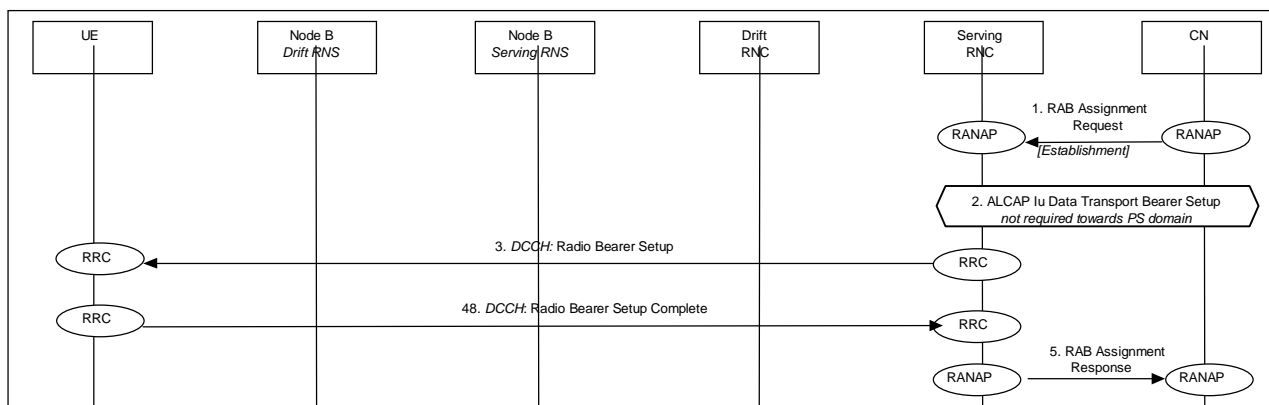 UE
Node B
Drift RNS
Node B
Serving RNS
Drift
RNC
Serving
RNC
CN
1. RAB Assignment
Request
RANAP
RANAP
[Establishment]
2. ALCAP Iu Data Transport Bearer Setup
not required towards PS domain
3. DCCH: Radio Bearer Setup
RRC
RRC
48. DCCH: Radio Bearer Setup Complete
RRC
RRC
5. RAB Assignment
Response
RANAP
RANAP